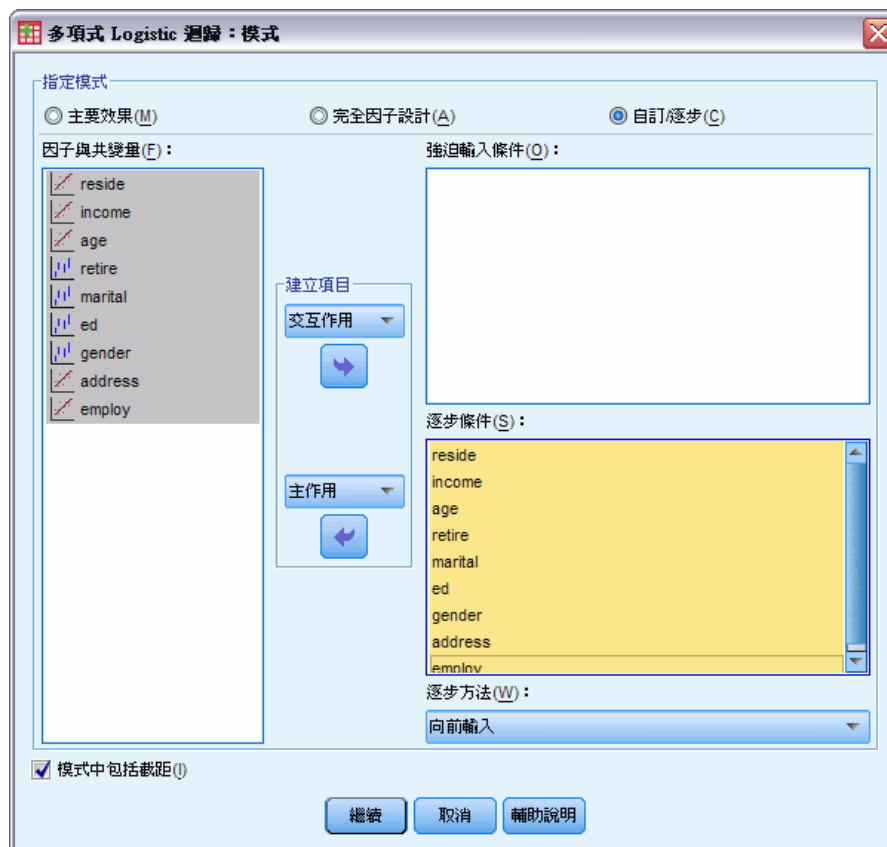 多項式 Logistic 迴歸：模式
指定模式
主要效果(M)
完全因子設計(A)
自訂/逐步(C)
因子與共變量(F)：
reside
income
age
retire
marital
ed
gender
address
employ
建立項目
交互作用
主作用
強迫輸入條件(O)：
逐步條件(S)：
reside
income
age
retire
marital
ed
gender
address
employ
逐步方法(W)：
向前輸入
模式中包括截距(I)
繼續
取消
輔助說明